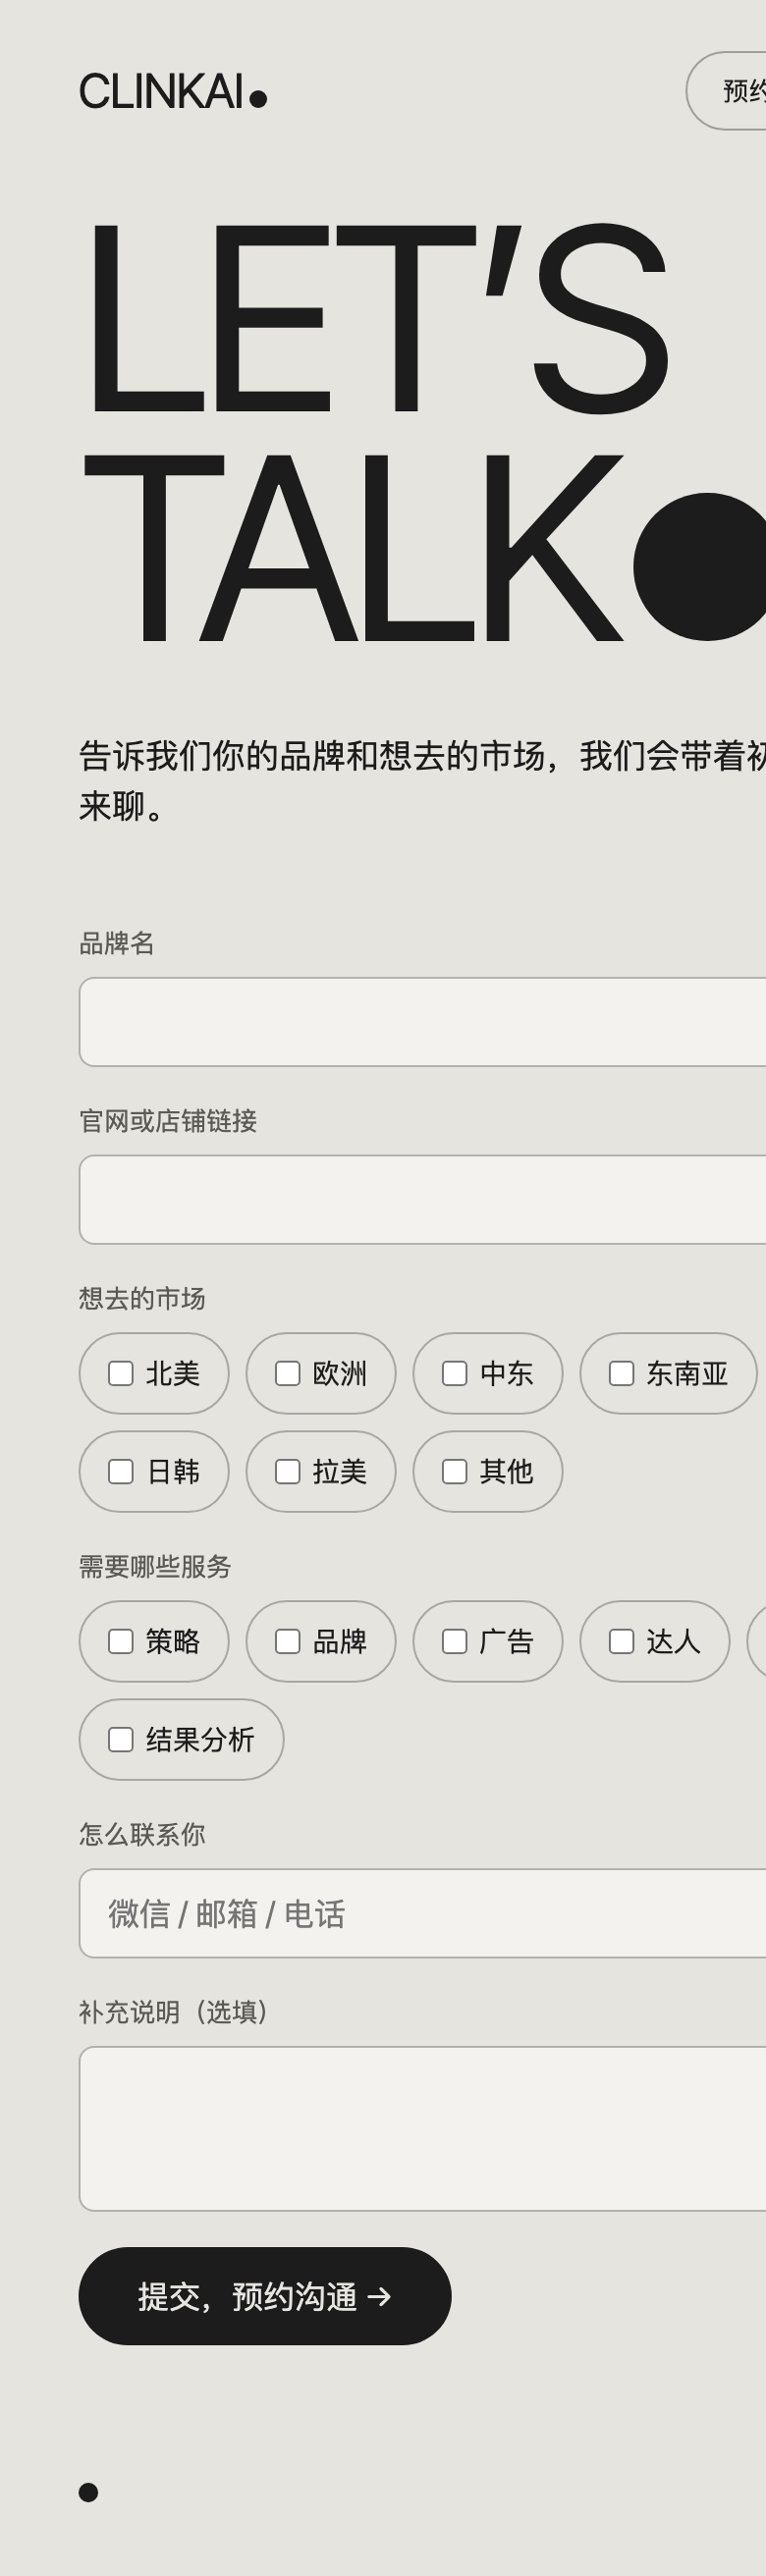 CLINKAI
预约
LET’S
TALK
告诉我们你的品牌和想去的市场，我们会带着初
来聊。
品牌名
官网或店铺链接
想去的市场
北美 欧洲 中东 东南亚
日韩 拉美 其他
需要哪些服务
策略 品牌 广告 达人
结果分析
怎么联系你
微信 / 邮箱 / 电话
补充说明（选填）
提交，预约沟通 →